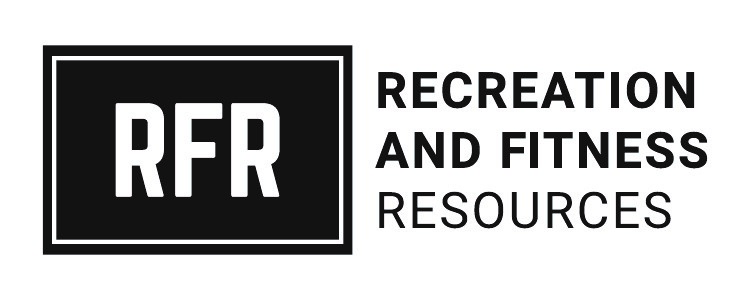 RFR
RECREATION
AND FITNESS
RESOURCES